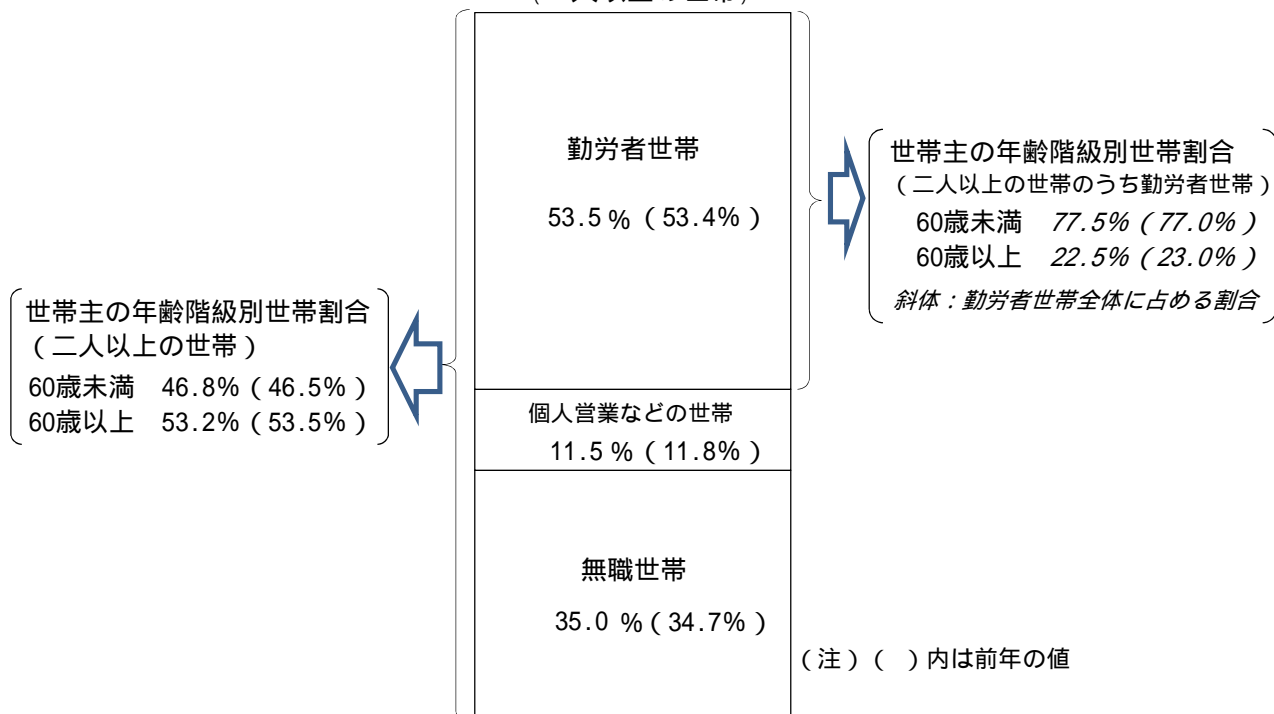 勤労者世帯
53.5 % ( 53.4% )
世帯主の年齢階級別世帯割合
( 二人以上の世帯のうち勤労者世帯 )
60歳未満 77.5% ( 77.0% )
60歳以上 22.5% ( 23.0% )
斜体 : 勤労者世帯全体に占める割合
世帯主の年齢階級別世帯割合
( 二人以上の世帯 )
60歳未満 46.8% ( 46.5% )
60歳以上 53.2% ( 53.5% )
個人営業などの世帯
11.5 % ( 11.8% )
無職世帯
35.0 % ( 34.7% )
( 注 ) ( ) 内は前年の値